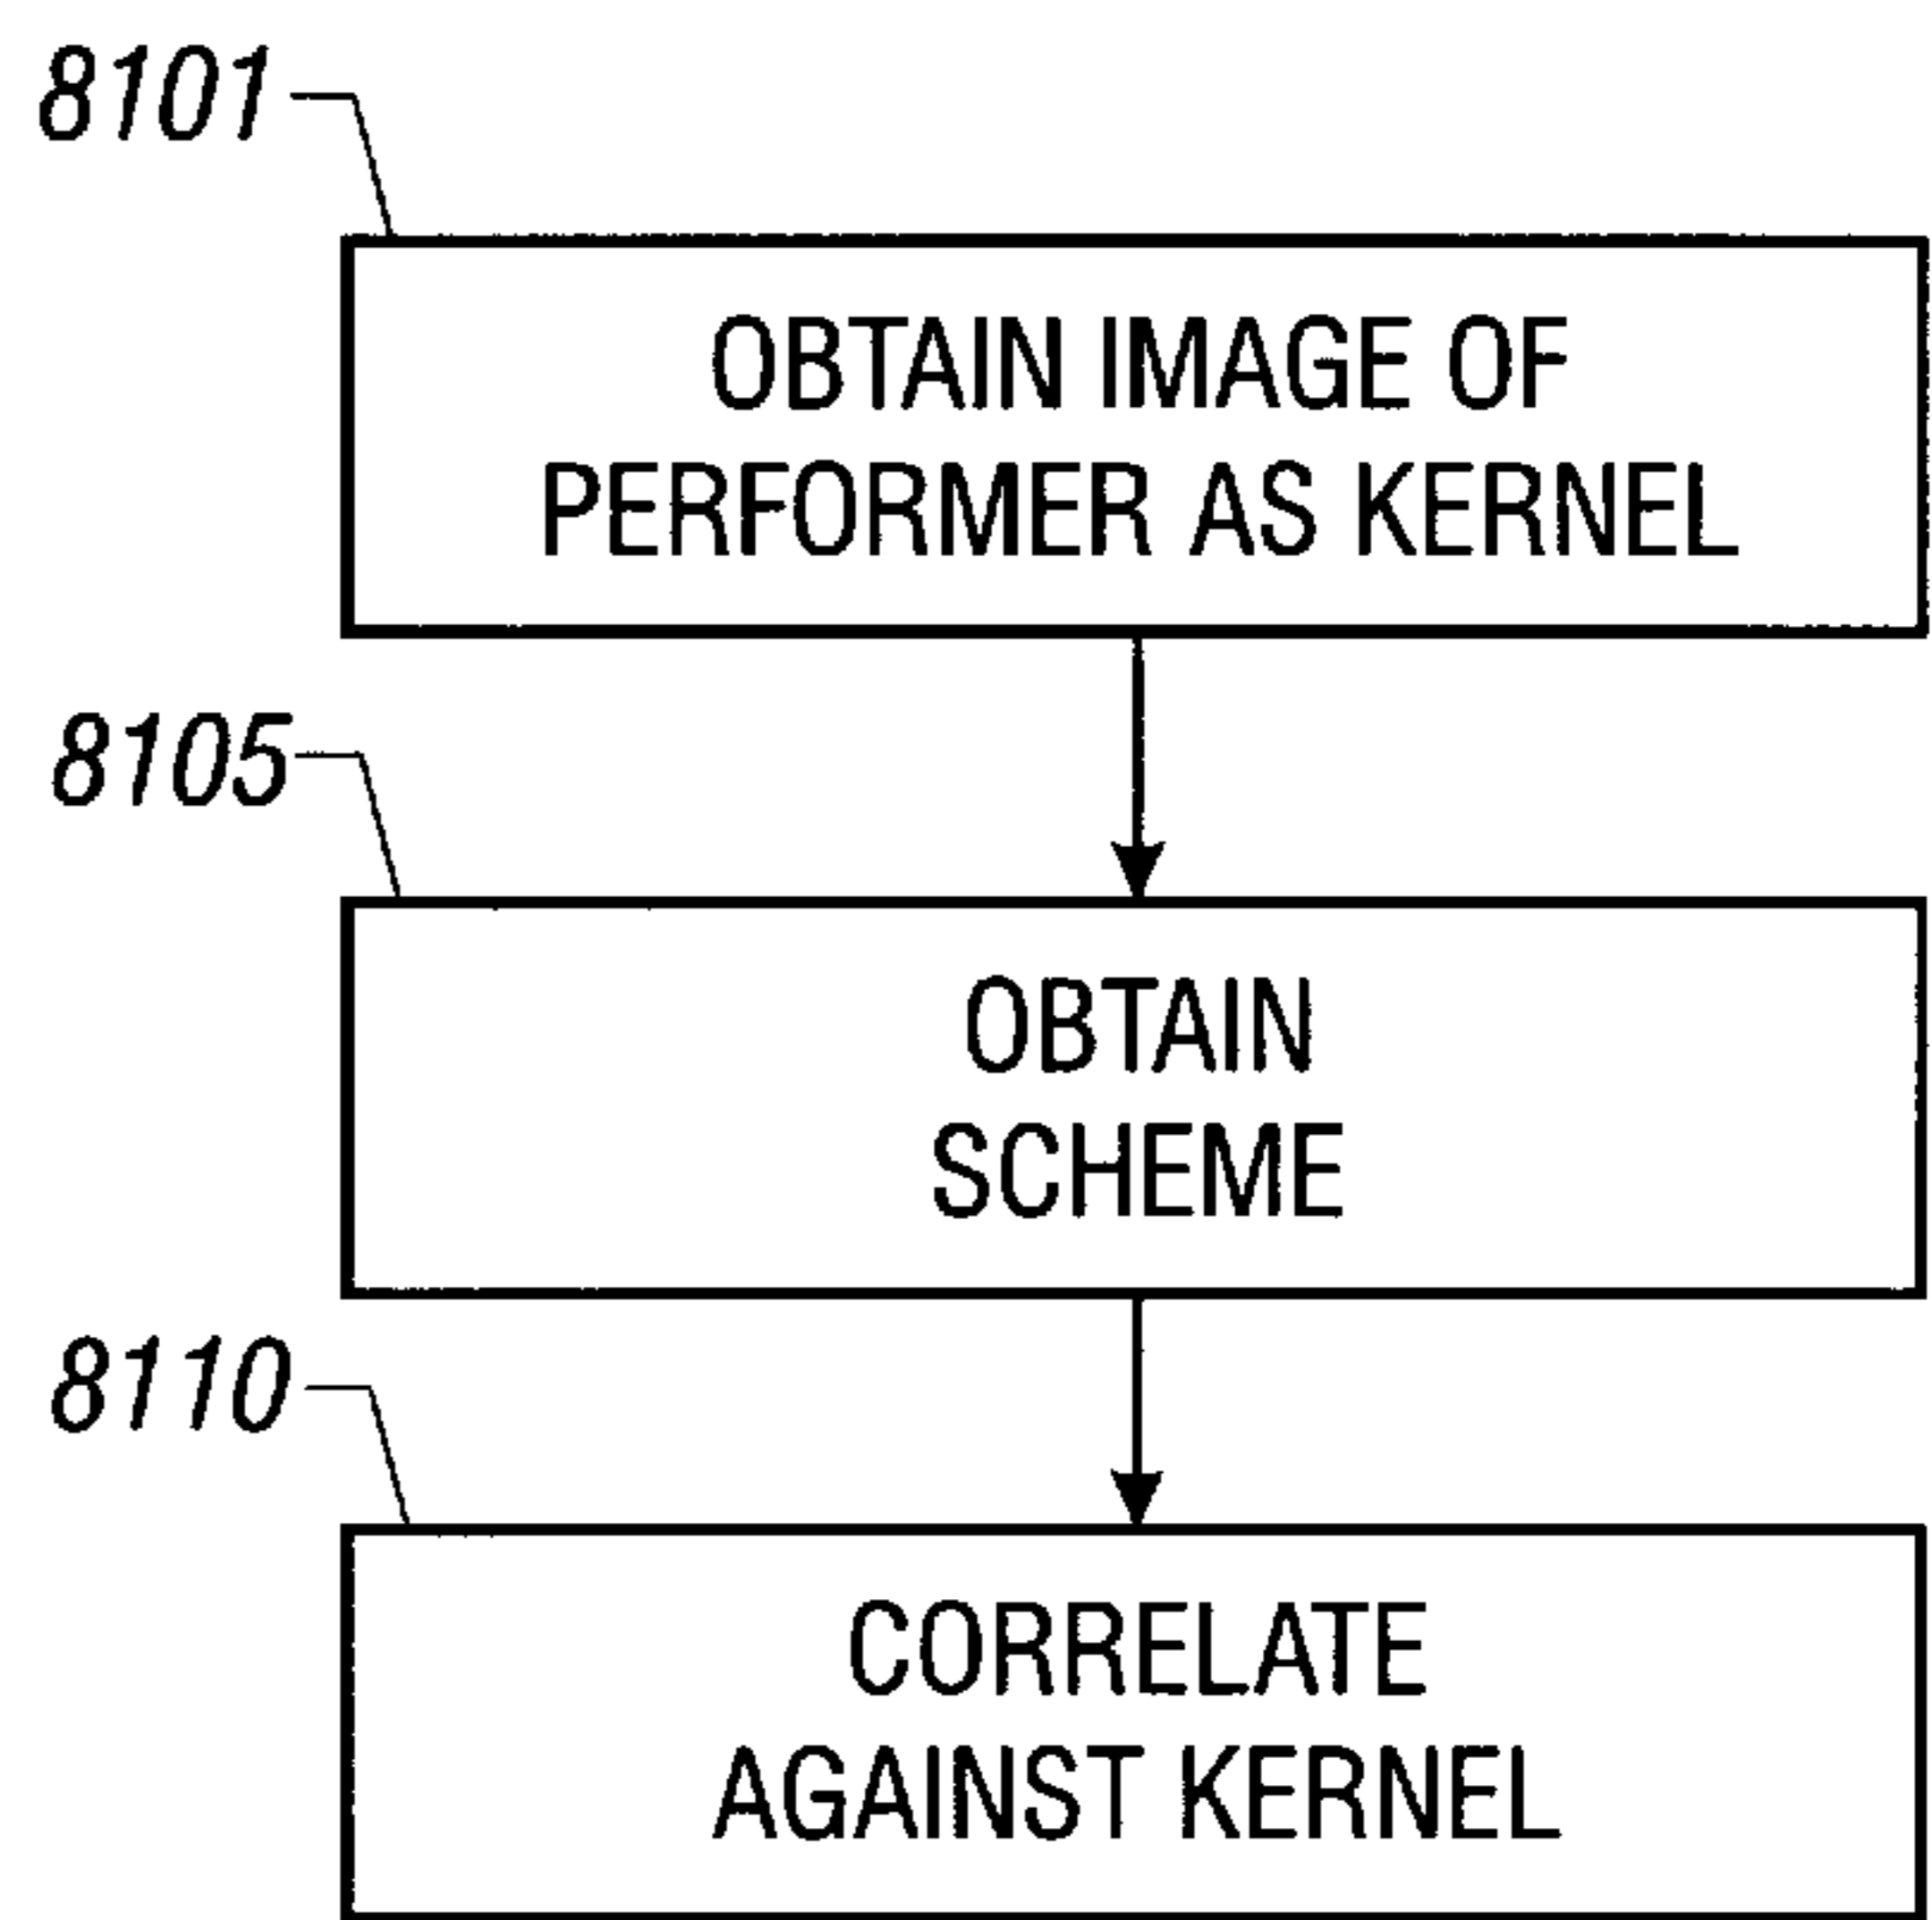 8101
OBTAIN IMAGE OF
PERFORMER AS KERNEL
8105
OBTAIN
SCHEME
8110
CORRELATE
AGAINST KERNEL